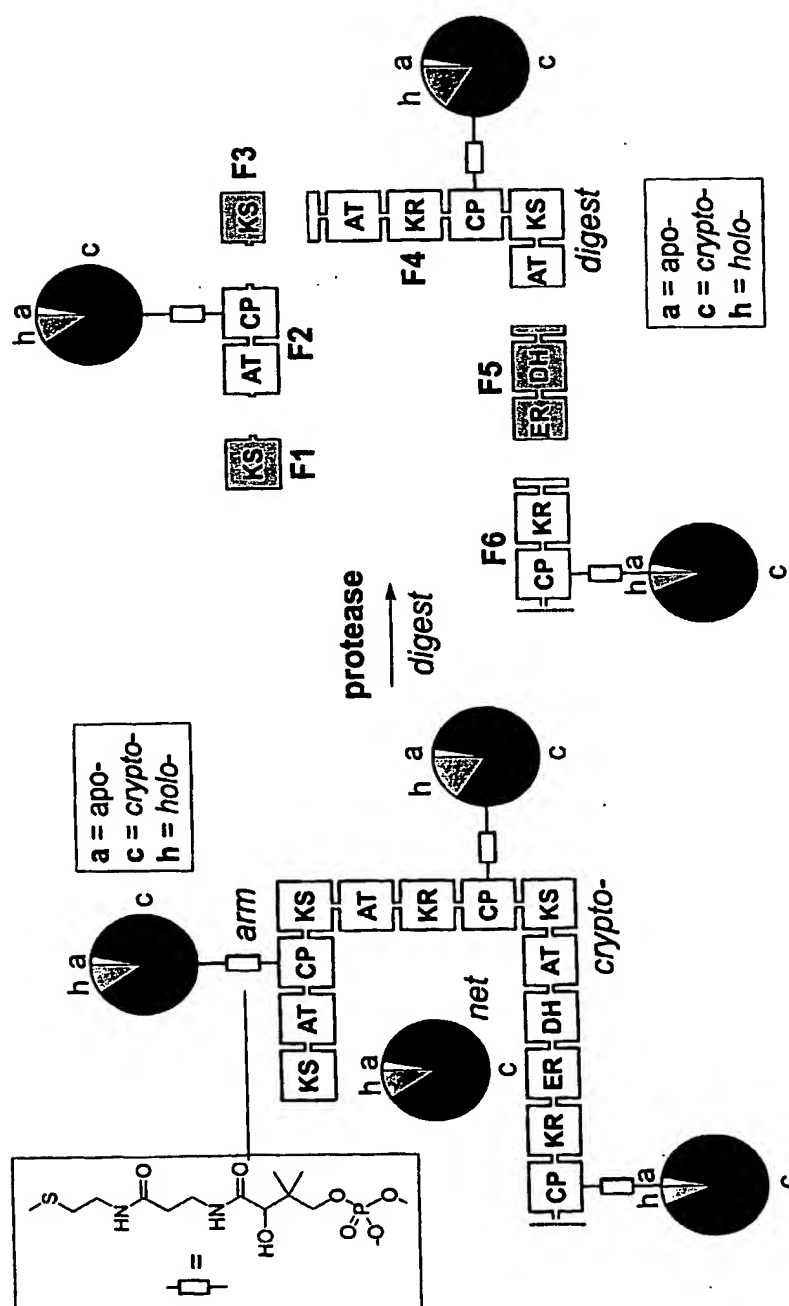 S
HN
O
HN
O
HO
O
O
P
O
-O
=
h a
c
arm
a = apo-
c = crypto-
h = holo-
KS AT CP KS
AT
KR
CP
KS
h a
c
h a
net
c
CP KR ER DH AT
crypto-
h a
c
protease
digest
h a
c
KS
F1
AT CP
F2
KS
F3
AT
KR
F4
CP
AT KS
digest
h a
c
F5
ER DH
F6
CP KR
h a
c
a = apo-
c = crypto-
h = holo-